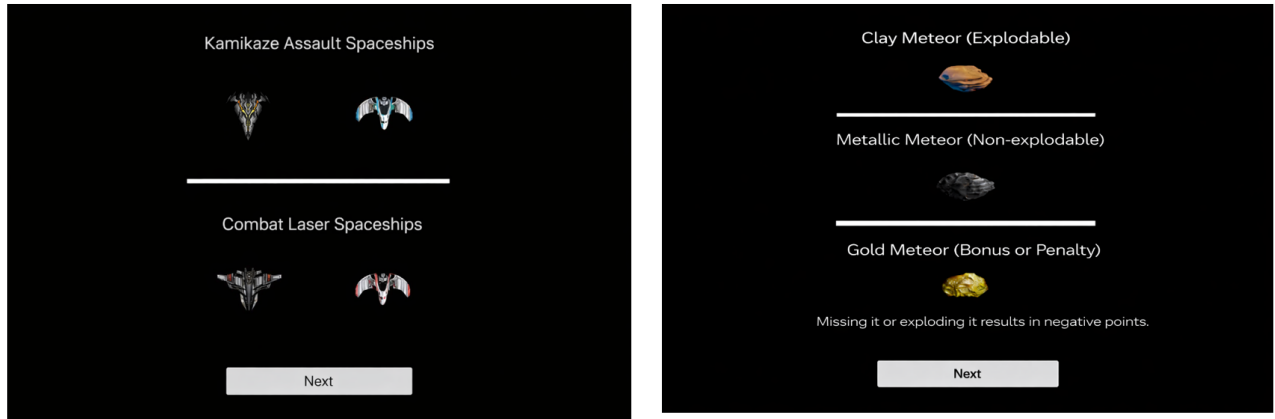 Kamikaze Assault Spaceships
Combat Laser Spaceships
Next
Clay Meteor (Explodable)
Metallic Meteor (Non-explodable)
Gold Meteor (Bonus or Penalty)
Missing it or exploding it results in negative points.
Next